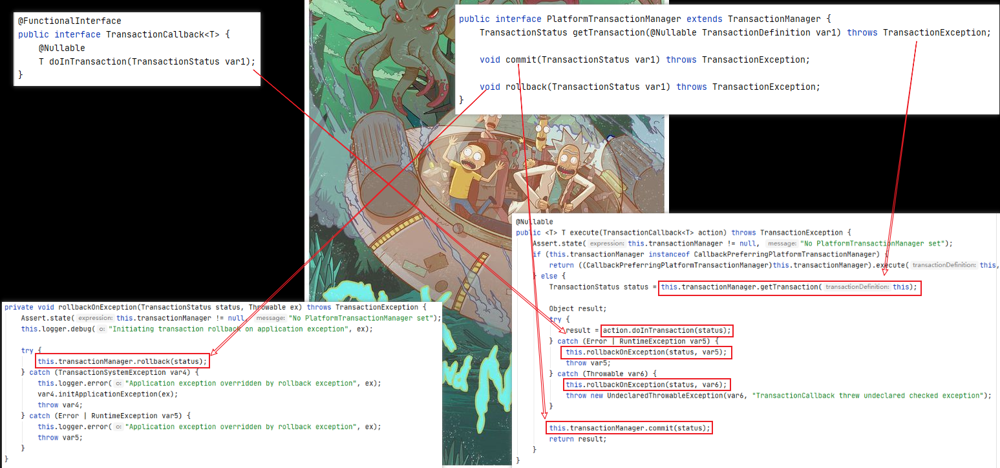 @FunctionalInterface
public interface TransactionCallback<T> {
    @Nullable
    T doInTransaction(TransactionStatus var1);
}
public interface PlatformTransactionManager extends TransactionManager {
    TransactionStatus getTransaction(@Nullable TransactionDefinition var1) throws TransactionException;
    void commit(TransactionStatus var1) throws TransactionException;
    void rollback(TransactionStatus var1) throws TransactionException;
}
private void rollbackOnException(TransactionStatus status, Throwable ex) throws TransactionException {
    Assert.state( expression: this.transactionManager != null, message: "No PlatformTransactionManager set");
    this.logger.debug( o: "Initiating transaction rollback on application exception", ex);
    try {
        this.transactionManager.rollback(status);
    } catch (TransactionSystemException var4) {
        this.logger.error( o: "Application exception overridden by rollback exception", ex);
        var4.initApplicationException(ex);
        throw var4;
    } catch (Error | RuntimeException var5) {
        this.logger.error( o: "Application exception overridden by rollback exception", ex);
        throw var5;
    }
}
@Nullable
public <T> T execute(TransactionCallback<T> action) throws TransactionException {
    Assert.state( expression: this.transactionManager != null, message: "No PlatformTransactionManager set");
    if (this.transactionManager instanceof CallbackPreferringPlatformTransactionManager) {
        return ((CallbackPreferringPlatformTransactionManager)this.transactionManager).execute( transactionDefinition: this,
    } else {
        TransactionStatus status = this.transactionManager.getTransaction( transactionDefinition: this);
        Object result;
        try {
            result = action.doInTransaction(status);
        } catch (Error | RuntimeException var5) {
            this.rollbackOnException(status, var5);
            throw var5;
        } catch (Throwable var6) {
            this.rollbackOnException(status, var6);
            throw new UndeclaredThrowableException(var6, "TransactionCallback threw undeclared checked exception");
        }
        this.transactionManager.commit(status);
        return result;
    }
}